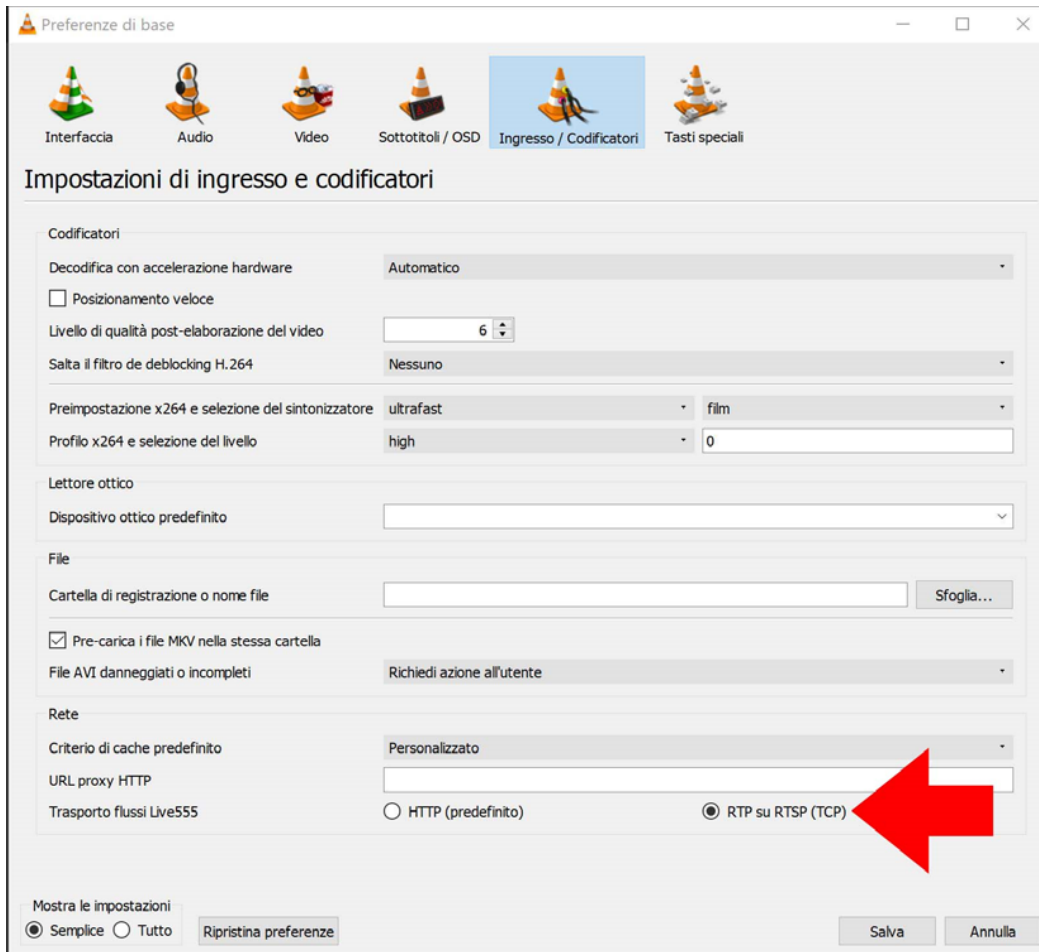 Preferenze di base
Interfaccia Audio Video Sottotitoli / OSD Ingresso / Codificatori Tasti speciali
Impostazioni di ingresso e codificatori
Codificatori
Decodifica con accelerazione hardware Automatico
Posizionamento veloce
Livello di qualità post-elaborazione del video 6
Salta il filtro de deblocking H.264 Nessuno
Preimpostazione x264 e selezione del sintonizzatore ultrafast film
Profilo x264 e selezione del livello high 0
Lettore ottico
Dispositivo ottico predefinito
File
Cartella di registrazione o nome file Sfoglia...
Pre-carica i file MKV nella stessa cartella
File AVI danneggiati o incompleti Richiedi azione all'utente
Rete
Criterio di cache predefinito Personalizzato
URL proxy HTTP
Trasporto flussi Live555 HTTP (predefinito) RTP su RTSP (TCP)
Mostra le impostazioni
Semplice Tutto Ripristina preferenze Salva Annulla